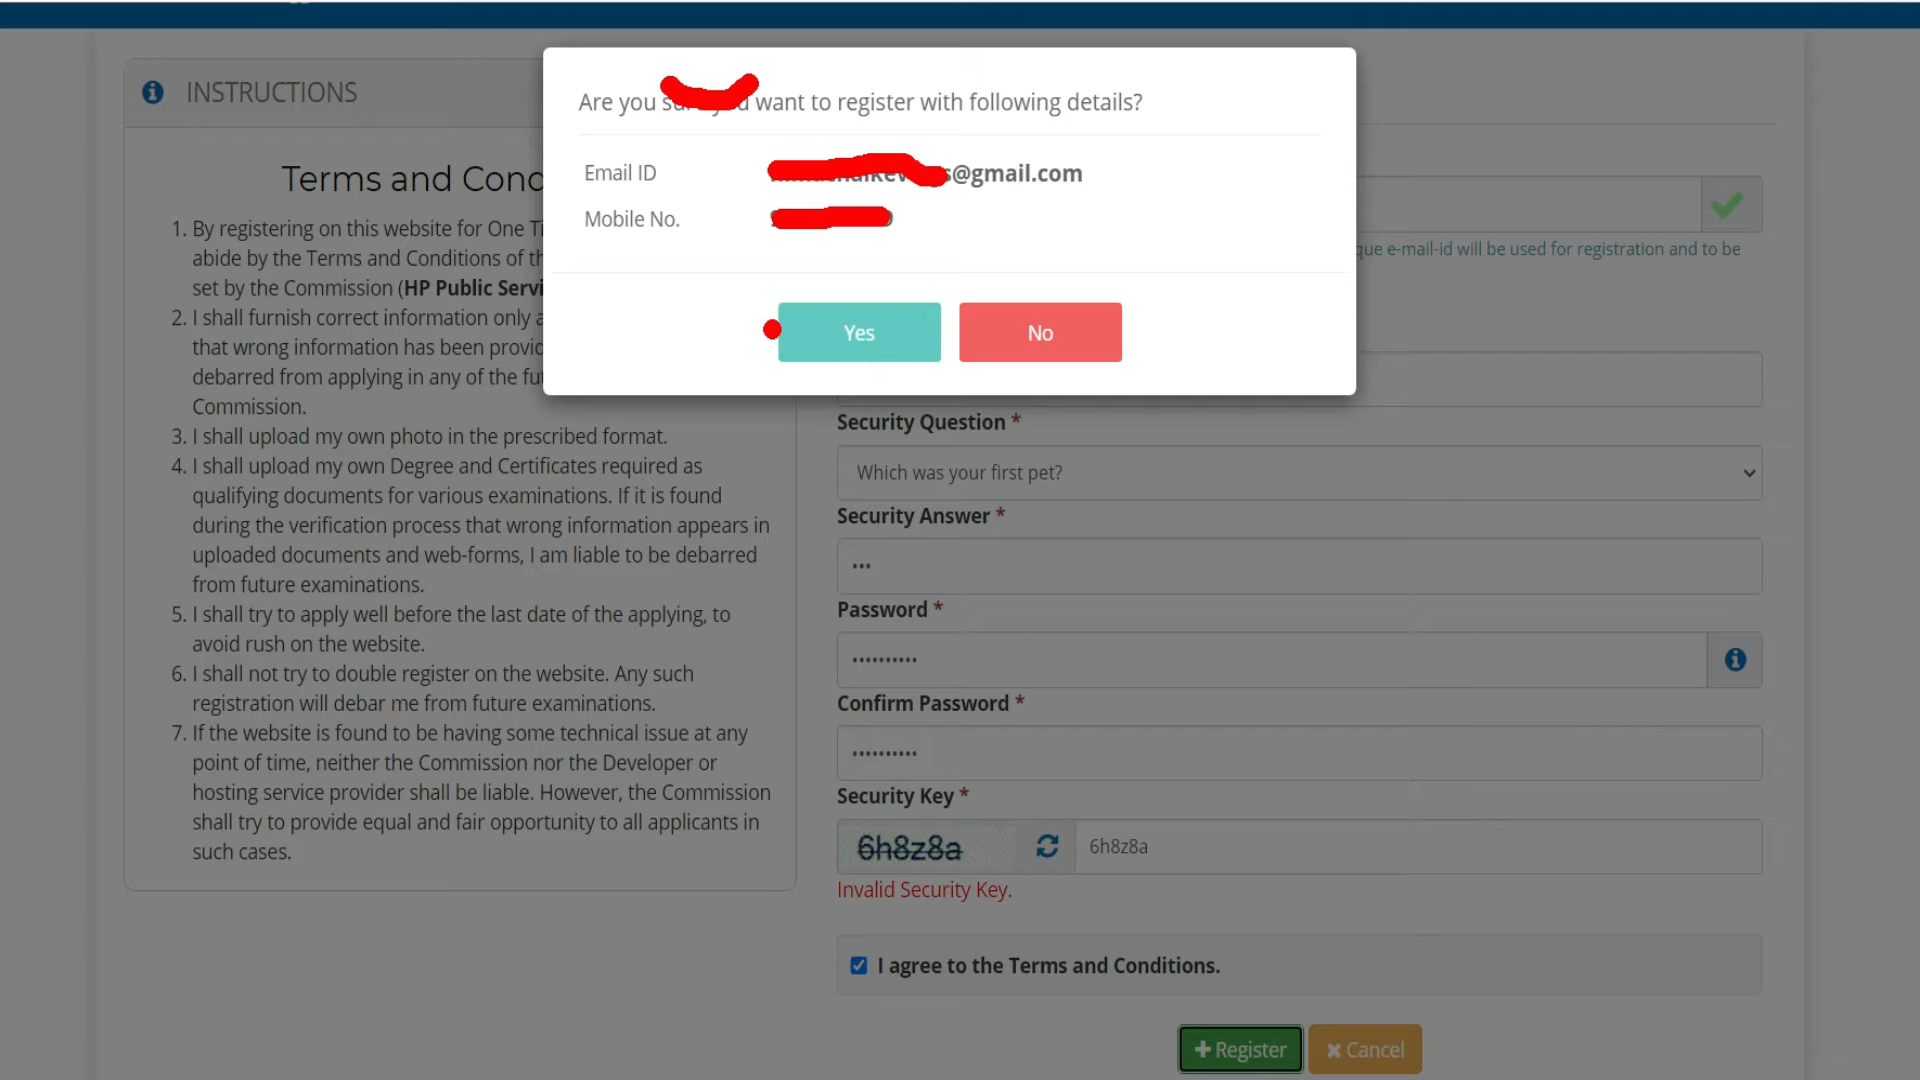 INSTRUCTIONS
Terms and Cond
1. By registering on this website for One Ti
abide by the Terms and Conditions of th
set by the Commission (HP Public Servi
2. I shall furnish correct information only a
that wrong information has been provid
debarred from applying in any of the fut
Commission.
3. I shall upload my own photo in the prescribed format.
4. I shall upload my own Degree and Certificates required as
qualifying documents for various examinations. If it is found
during the verification process that wrong information appears in
uploaded documents and web-forms, I am liable to be debarred
from future examinations.
5. I shall try to apply well before the last date of the applying, to
avoid rush on the website.
6. I shall not try to double register on the website. Any such
registration will debar me from future examinations.
7. If the website is found to be having some technical issue at any
point of time, neither the Commission nor the Developer or
hosting service provider shall be liable. However, the Commission
shall try to provide equal and fair opportunity to all applicants in
such cases.
Are you want to register with following details?
Email ID @gmail.com
Mobile No.
Yes No
que e-mail-id will be used for registration and to be
Security Question *
Which was your first pet?
Security Answer *
•••
Password *
••••••••••
Confirm Password *
••••••••••
Security Key *
6h8z8a 6h8z8a
Invalid Security Key.
I agree to the Terms and Conditions.
Register Cancel